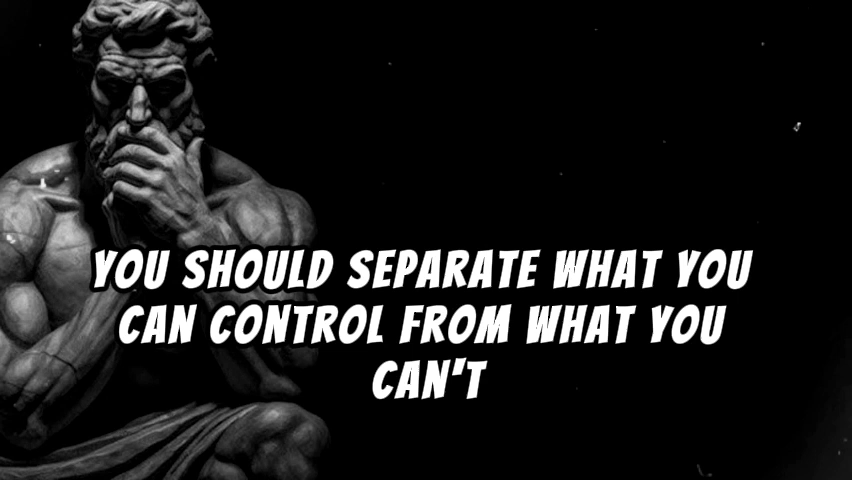 YOU SHOULD SEPARATE WHAT YOU
CAN CONTROL FROM WHAT YOU
CAN'T